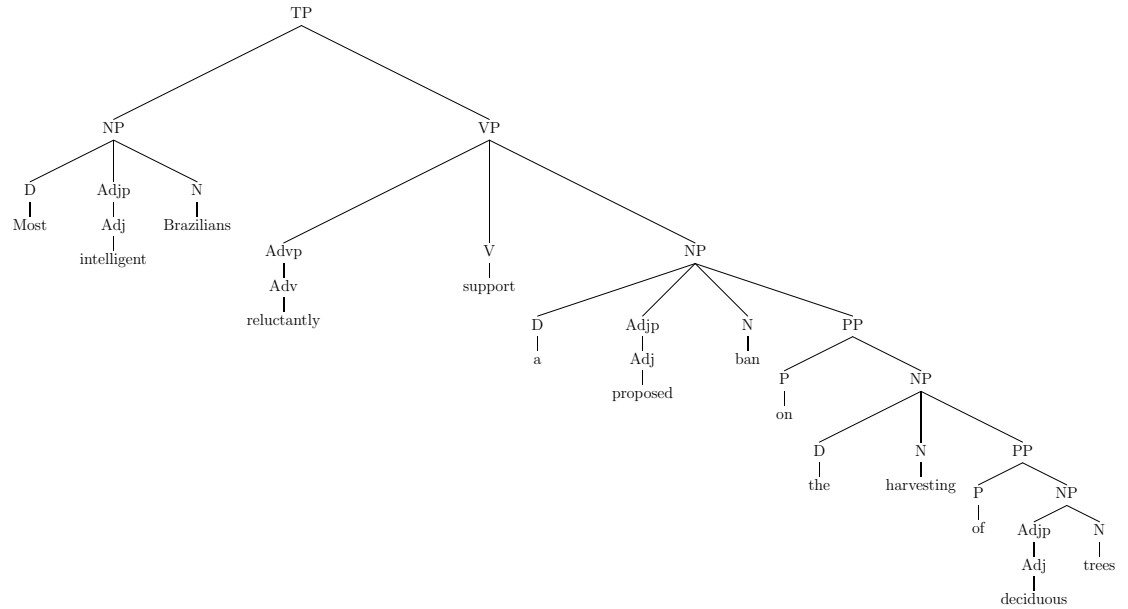 TP
NP VP
D Adjp N
Most Adj Brazilians
intelligent
Advp V NP
Adv support
reluctantly
D Adjp N PP
a Adj ban
proposed
P NP
on
D N PP
the harvesting
P NP
of
Adjp N
Adj trees
deciduous